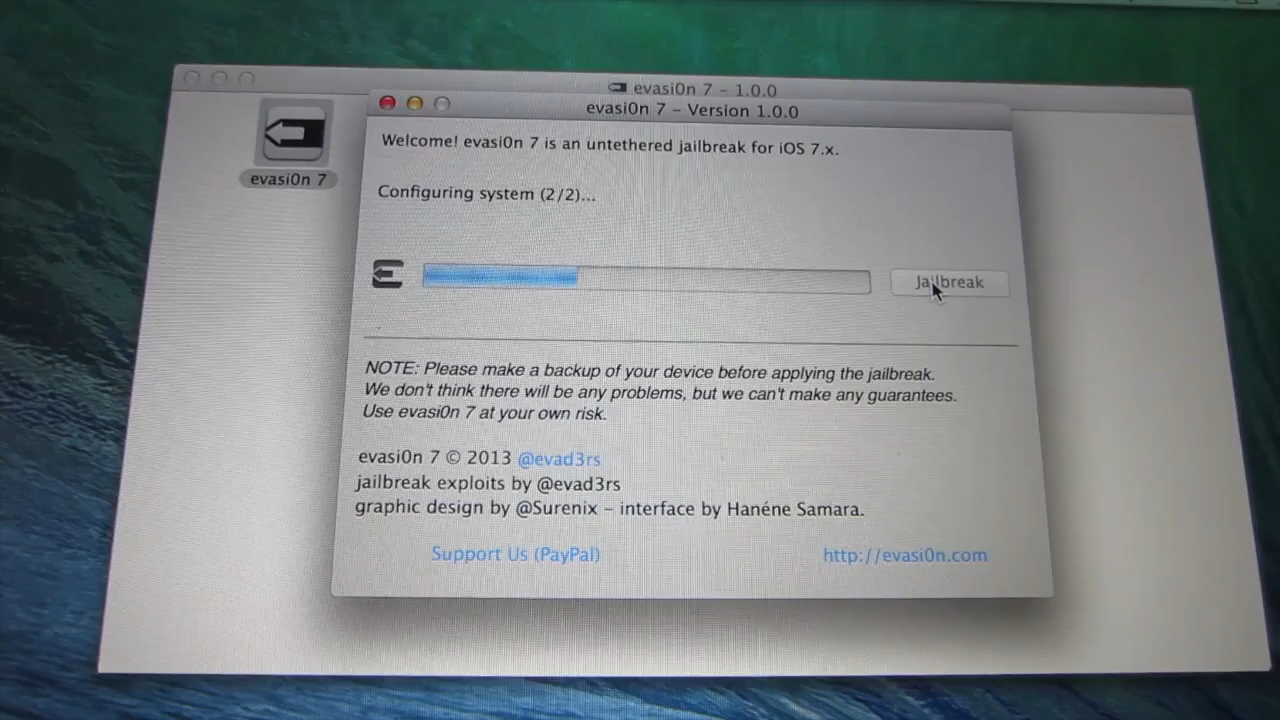 evasi0n 7 – 1.0.0
evasi0n 7 – Version 1.0.0
evasi0n 7
Welcome! evasi0n 7 is an untethered jailbreak for iOS 7.x.
Configuring system (2/2)...
Jailbreak
NOTE: Please make a backup of your device before applying the jailbreak.
We don't think there will be any problems, but we can't make any guarantees.
Use evasi0n 7 at your own risk.
evasi0n 7 © 2013 @evad3rs
jailbreak exploits by @evad3rs
graphic design by @Surenix – interface by Hanéne Samara.
Support Us (PayPal)
http://evasi0n.com